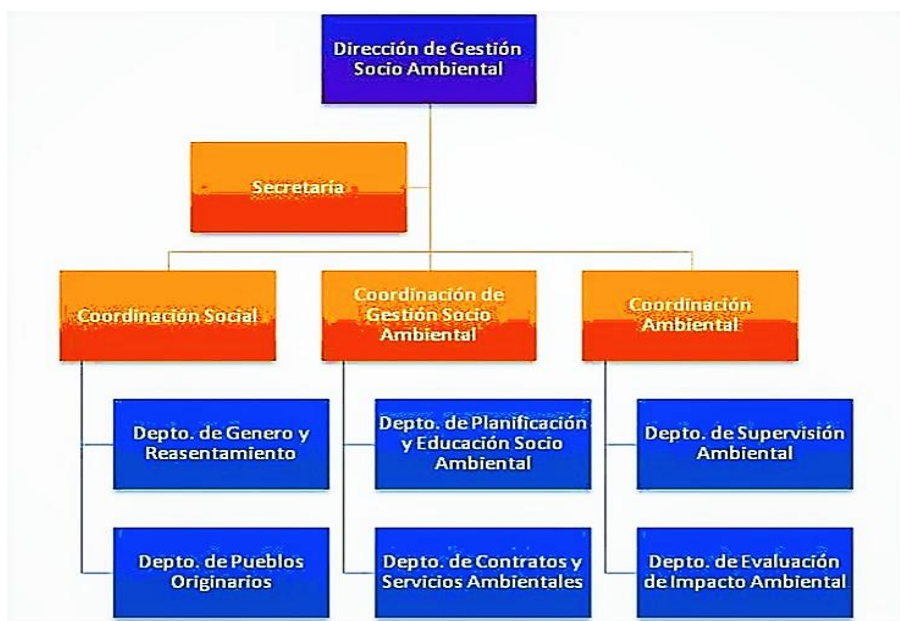 Dirección de Gestión
Socio Ambiental
Secretaría
Coordinación Social
Coordinación de
Gestión Socio
Ambiental
Coordinación
Ambiental
Depto. de Genero y
Reasentamiento
Depto. de Planificación
y Educación Socio
Ambiental
Depto. de Supervisión
Ambiental
Depto. de Pueblos
Originarios
Depto. de Contratos y
Servicios Ambientales
Depto. de Evaluación
de Impacto Ambiental